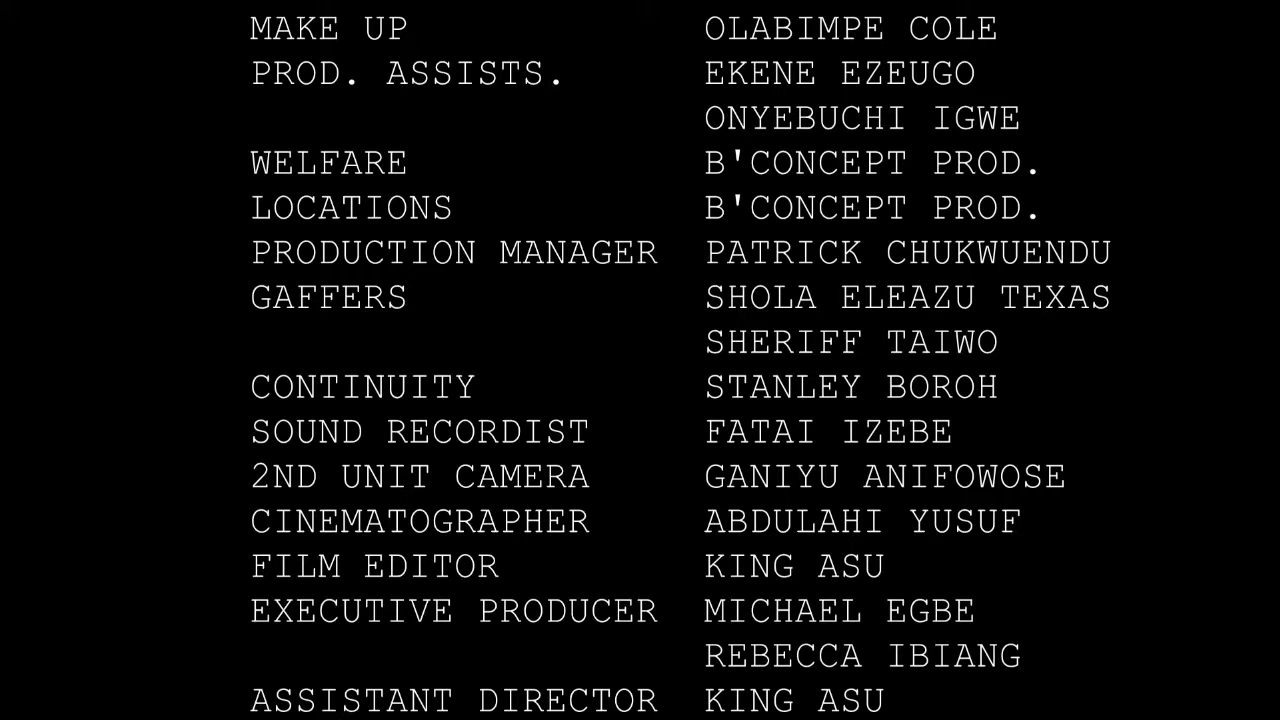 MAKE UP OLABIMPE COLE
PROD. ASSISTS. EKENE EZEUGO
ONYEBUCHI IGWE
WELFARE B'CONCEPT PROD.
LOCATIONS B'CONCEPT PROD.
PRODUCTION MANAGER PATRICK CHUKWUENDU
GAFFERS SHOLA ELEAZU TEXAS
SHERIFF TAIWO
CONTINUITY STANLEY BOROH
SOUND RECORDIST FATAI IZEBE
2ND UNIT CAMERA GANIYU ANIFOWOSE
CINEMATOGRAPHER ABDULAHI YUSUF
FILM EDITOR KING ASU
EXECUTIVE PRODUCER MICHAEL EGBE
REBECCA IBIANG
ASSISTANT DIRECTOR KING ASU